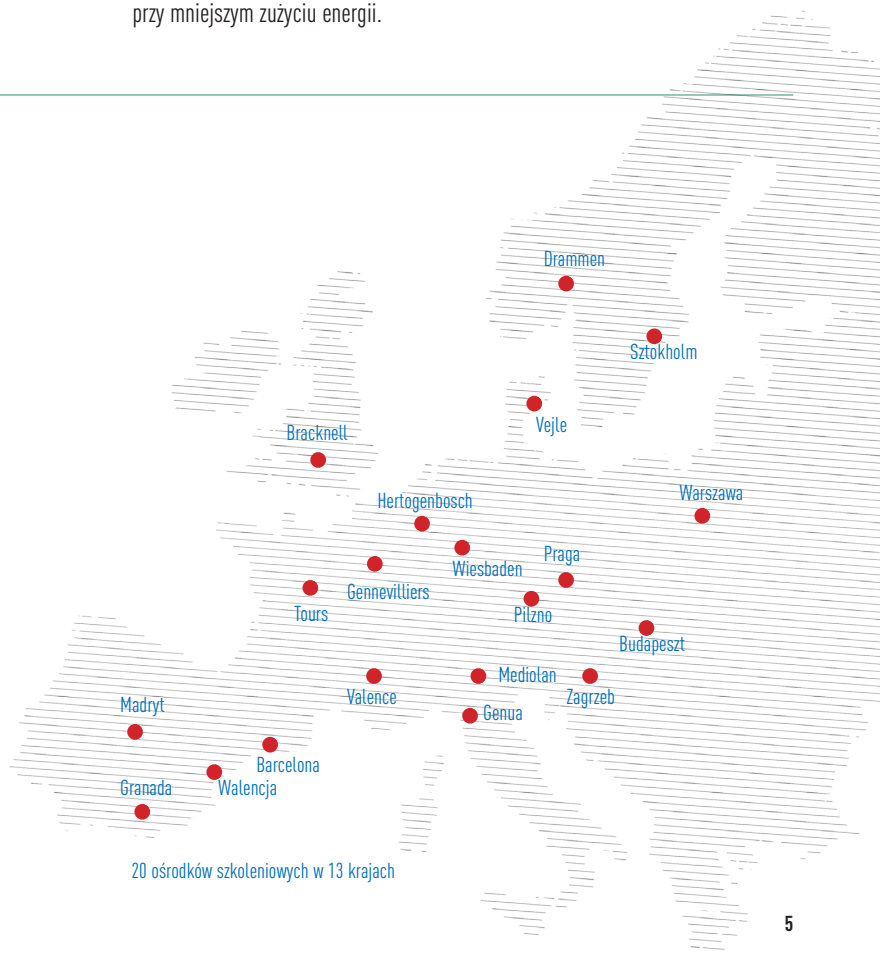 przy mniejszym zużyciu energii.
Drammen
Sztokholm
Vejle
Bracknell
Warszawa
Hertogenbosch
Praga
Wiesbaden
Gennevilliers
Tours
Pilzno
Budapeszt
Mediolan
Valence
Zagrzeb
Madryt
Genua
Barcelona
Granada
Walencja
20 ośrodków szkoleniowych w 13 krajach
5